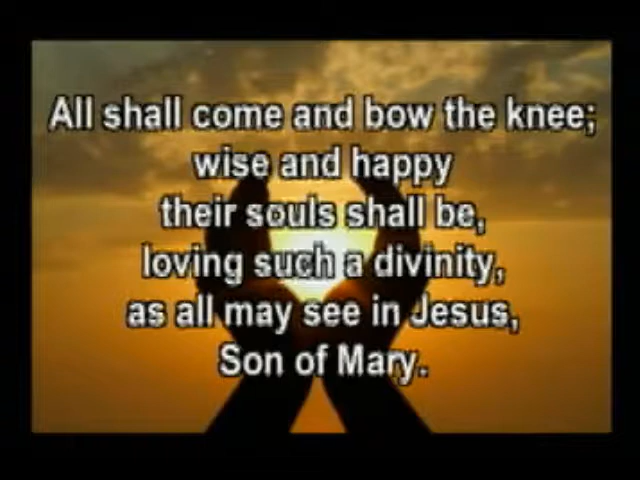 All shall come and bow the knee;
wise and happy
their souls shall be,
loving such a divinity,
as all may see in Jesus,
Son of Mary.